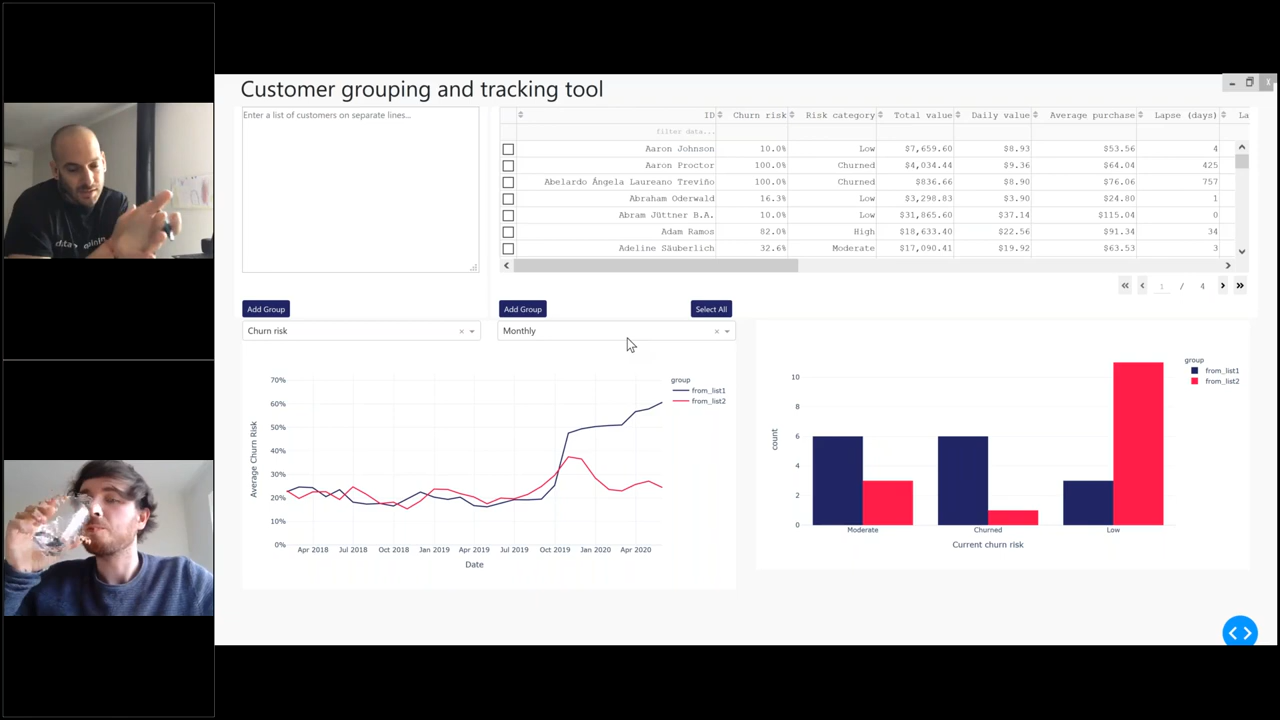 Customer grouping and tracking tool
Enter a list of customers on separate lines...
ID Churn risk Risk category Total value Daily value Average purchase Lapse (days) La
filter data...
Aaron Johnson 10.0% Low $7,659.60 $8.93 $53.56 4
Aaron Proctor 100.0% Churned $4,034.44 $9.36 $64.04 425
Abelardo Ángela Laureano Treviño 100.0% Churned $836.66 $8.90 $76.06 757
Abraham Oderwald 16.3% Low $3,298.83 $3.90 $24.80 1
Abram Jüttner B.A. 10.0% Low $31,865.60 $37.14 $115.04 0
Adam Ramos 82.0% High $18,633.40 $22.56 $91.34 34
Adeline Säuberlich 32.6% Moderate $17,090.41 $19.92 $63.53 3
1 / 4
Add Group
Add Group
Select All
Churn risk
Monthly
70%
60%
50%
40%
30%
20%
10%
0%
Average Churn Risk
Apr 2018 Jul 2018 Oct 2018 Jan 2019 Apr 2019 Jul 2019 Oct 2019 Jan 2020 Apr 2020
Date
group
from_list1
from_list2
10
8
6
4
2
0
count
Moderate Churned Low
Current churn risk
group
from_list1
from_list2